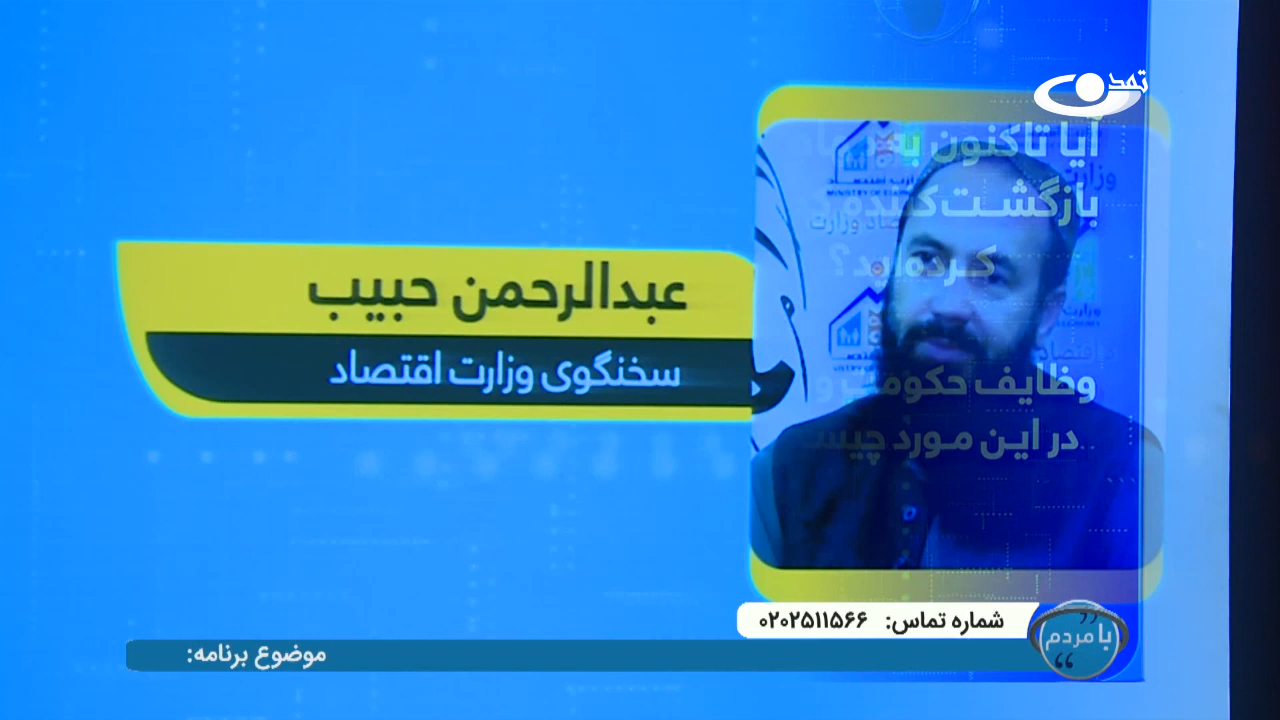 تمدن
آیا تاکنون به
بازگشت‌کننده
کرده‌اید؟
وزارت
عبدالرحمن حبیب
سخنگوی وزارت اقتصاد
وظایف حکومت و
در این مورد
شماره تماس: ۰۲۰۲۵۱۱۵۶۶
با مردم
موضوع برنامه: